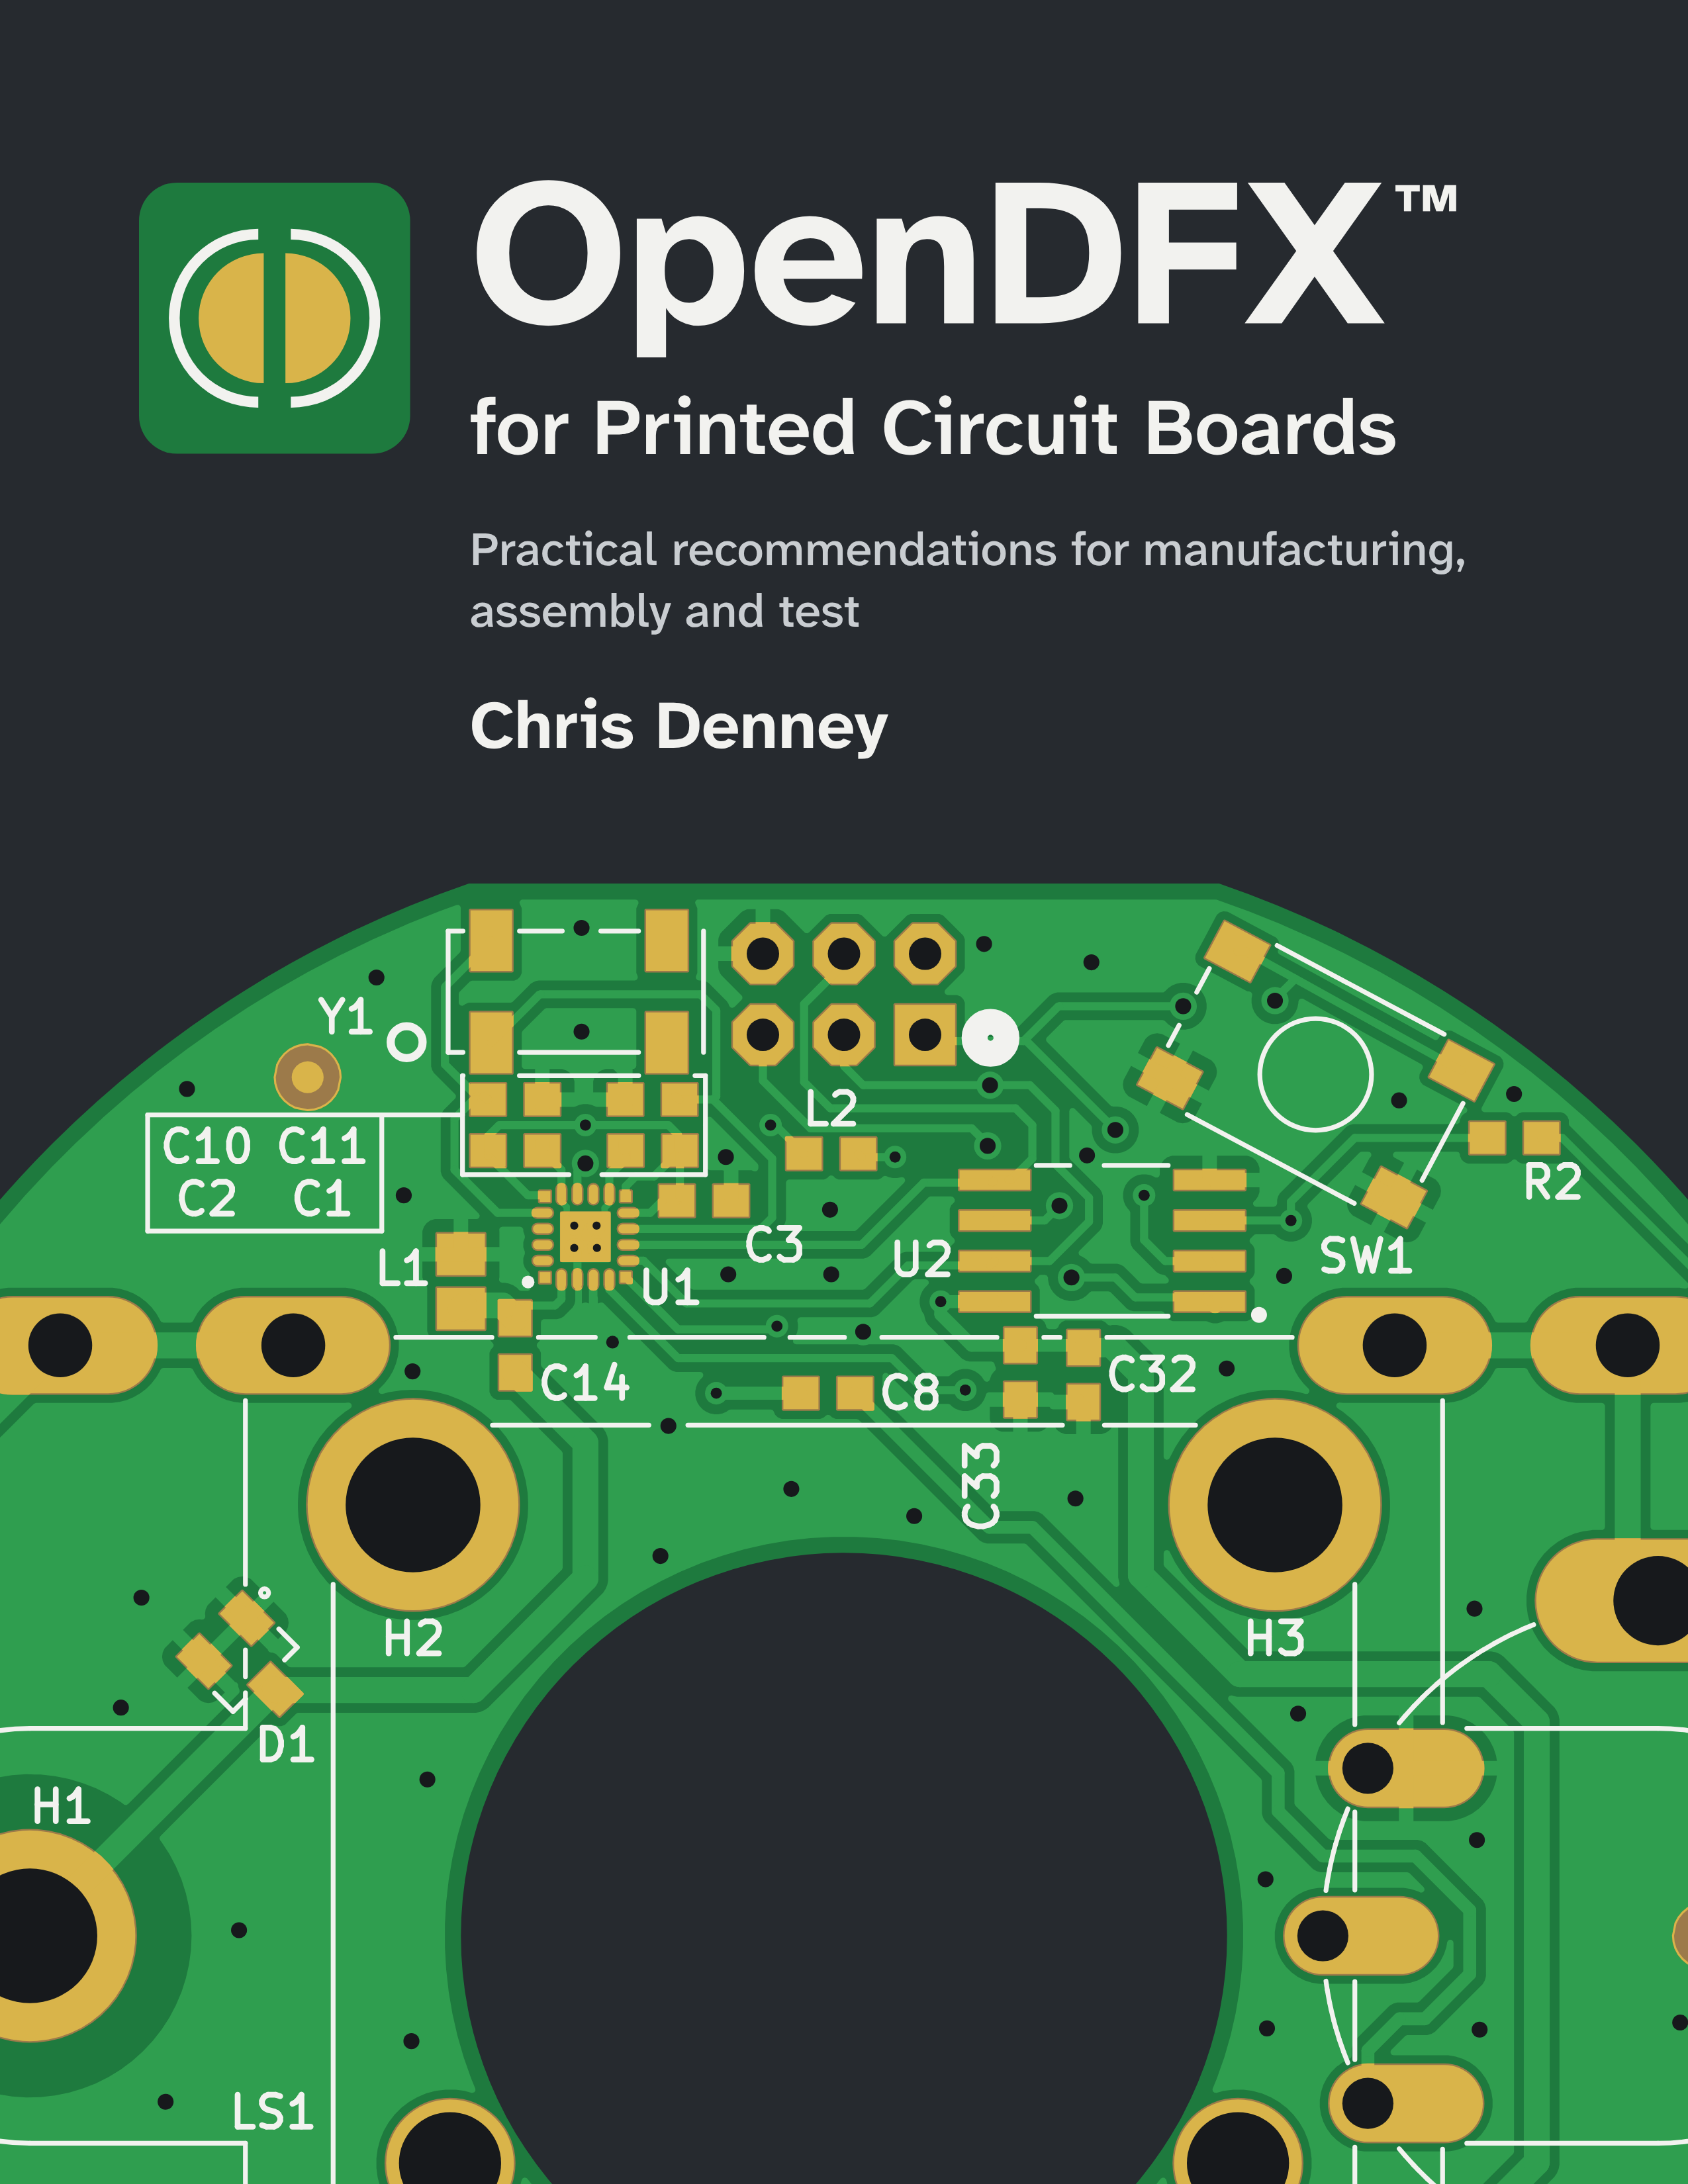 OpenDFX™
for Printed Circuit Boards
Practical recommendations for manufacturing,
assembly and test
Chris Denney
Y1
L2
C10 C11
C2 C1
R2
C3
U2
SW1
L1
U1
C14
C8
C32
C33
H2
H3
D1
H1
LS1